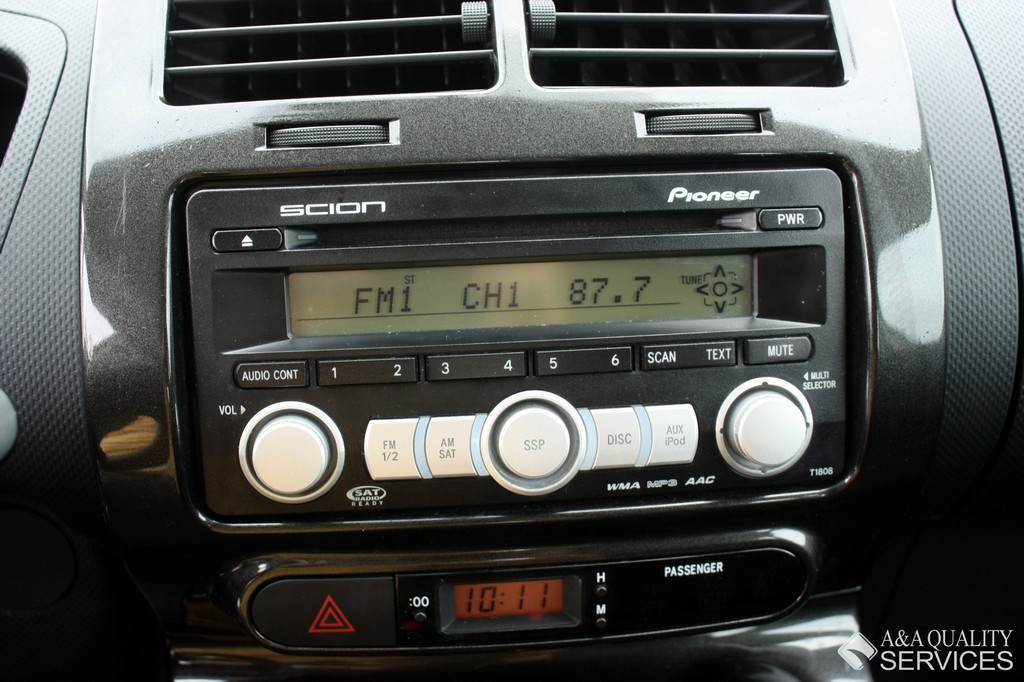 SCION
Pioneer
PWR
FM1 ST CH1 87.7 TUNE
AUDIO CONT 1 2 3 4 5 6 SCAN TEXT MUTE
VOL
MULTI
SELECTOR
FM
1/2
AM
SAT
SSP
DISC
AUX
iPod
SAT
RADIO
READY
WMA MP3 AAC
T1808
PASSENGER
:00 10:11 H
M
A&A QUALITY
SERVICES